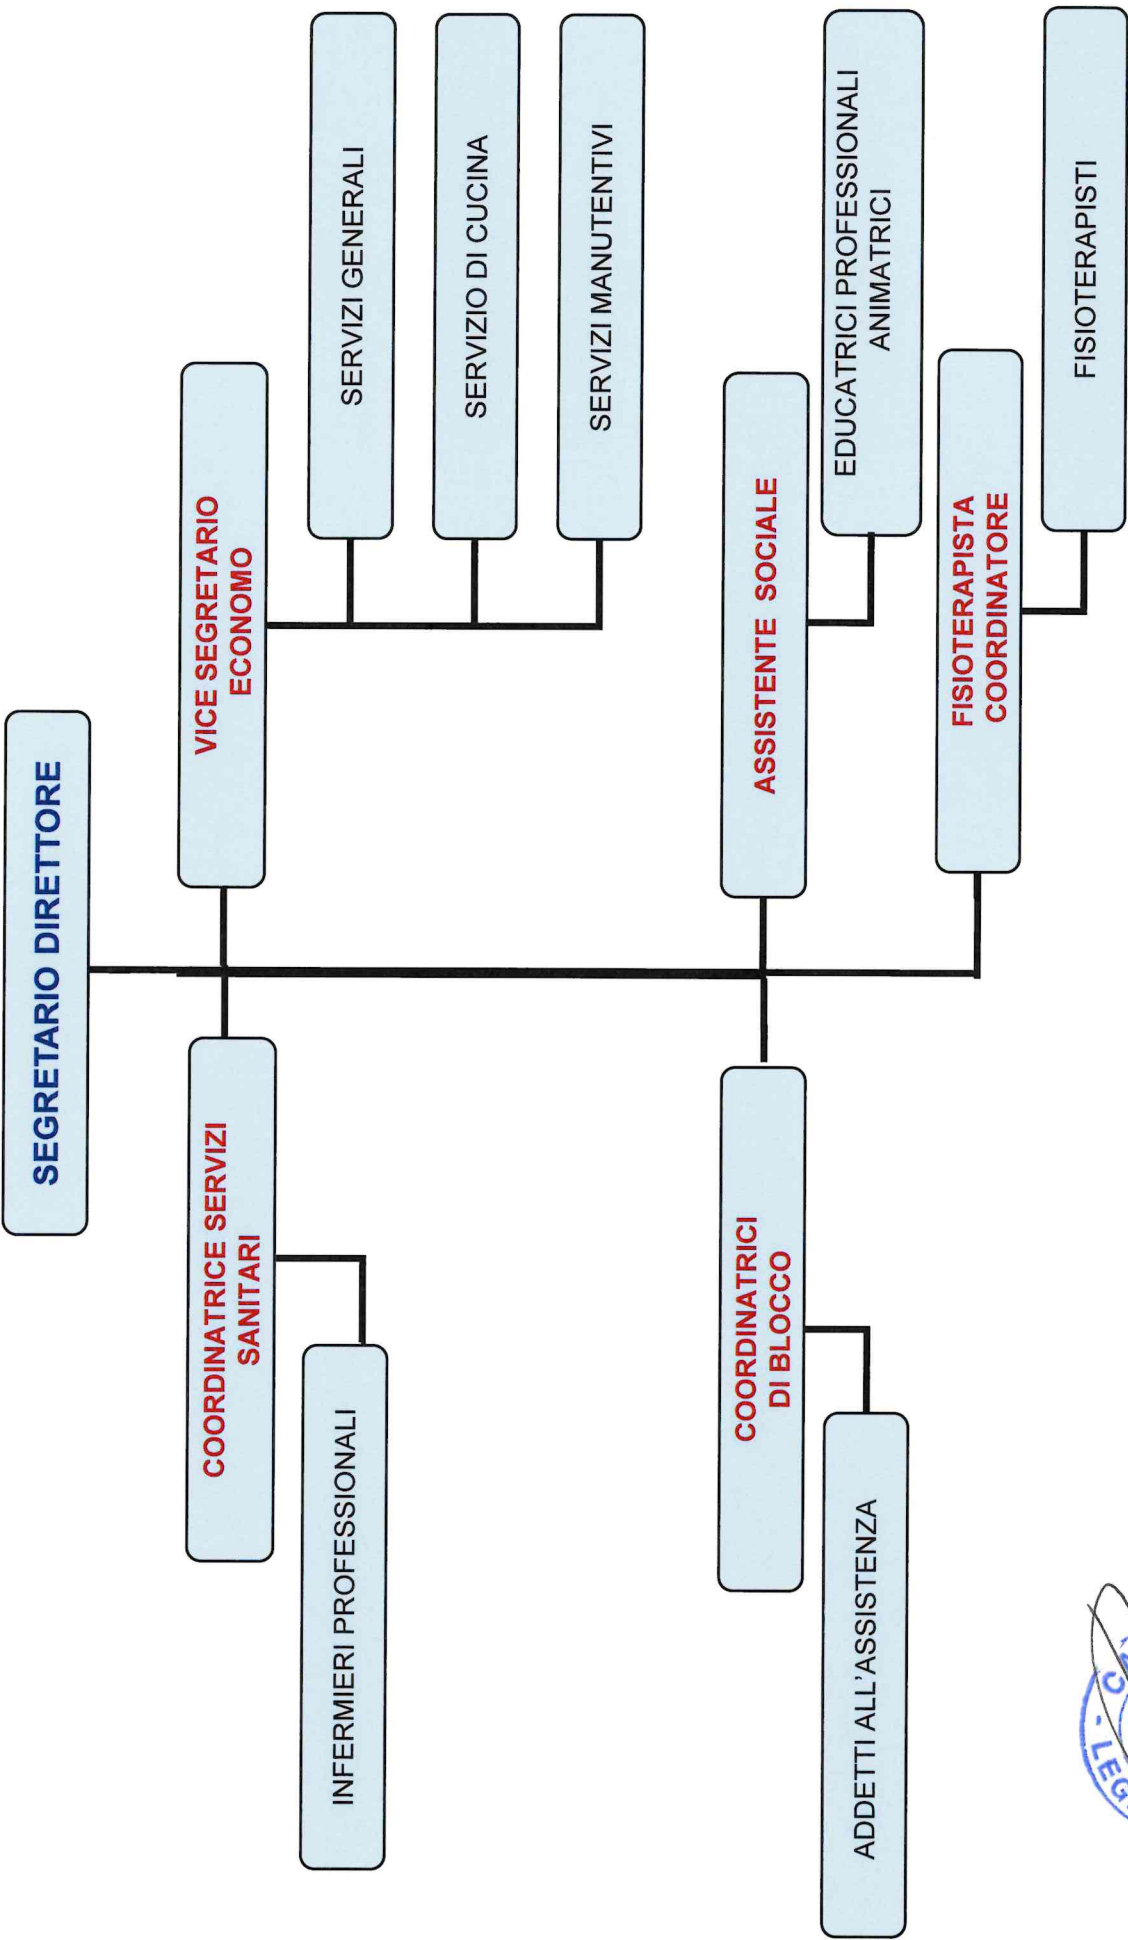 SEGRETARIO DIRETTORE
COORDINATRICE SERVIZI
SANITARI
VICE SEGRETARIO
ECONOMO
INFERMIERI PROFESSIONALI
SERVIZI GENERALI
SERVIZIO DI CUCINA
SERVIZI MANUTENTIVI
COORDINATRICI
DI BLOCCO
ASSISTENTE SOCIALE
ADDETTI ALL'ASSISTENZA
EDUCATRICI PROFESSIONALI
ANIMATRICI
FISIOTERAPISTA
COORDINATORE
FISIOTERAPISTI